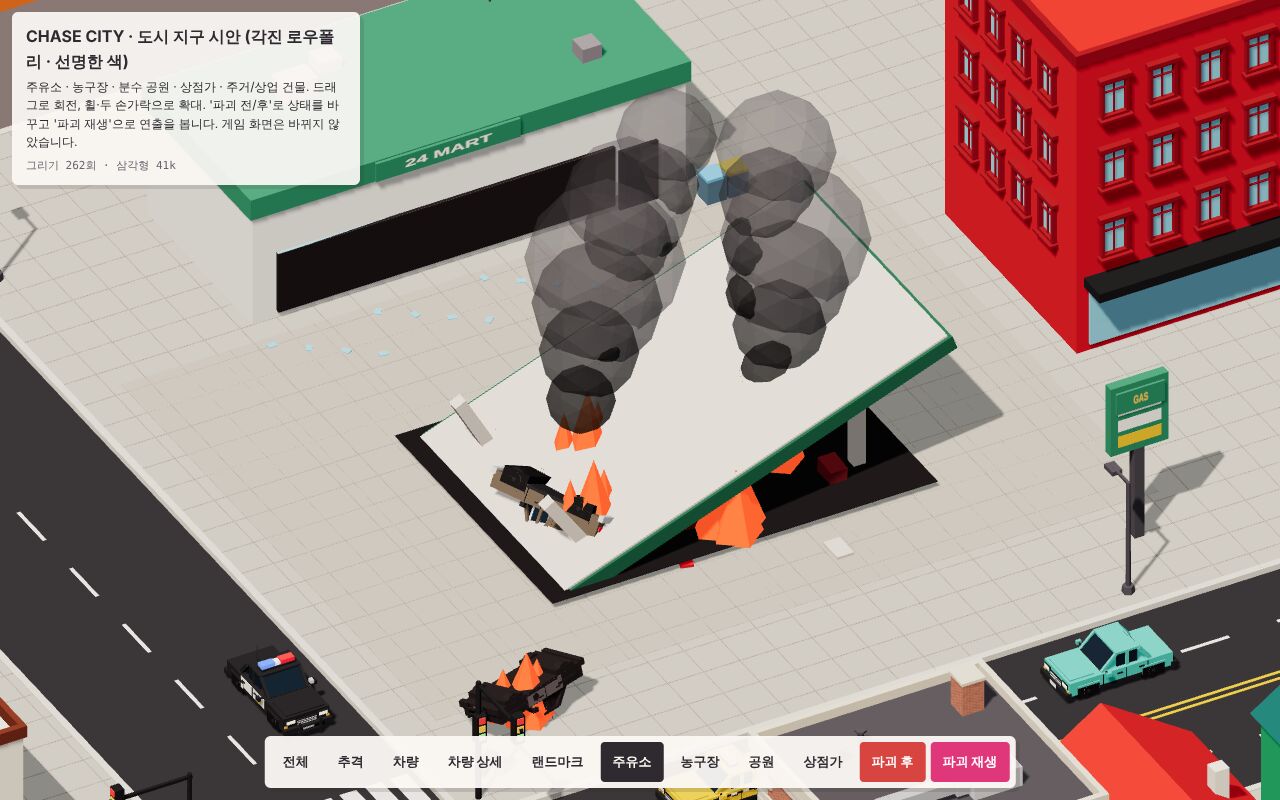 CHASE CITY · 도시 지구 시안 (각진 로우폴
리 · 선명한 색)
주유소 · 농구장 · 분수 공원 · 상점가 · 주거/상업 건물. 드래
그로 회전, 휠·두 손가락으로 확대. '파괴 전/후'로 상태를 바
꾸고 '파괴 재생'으로 연출을 봅니다. 게임 화면은 바뀌지 않
았습니다.
그리기 262회 · 삼각형 41k
24 MART
GAS
전체 추격 차량 차량 상세 랜드마크 주유소 농구장 공원 상점가 파괴 후 파괴 재생